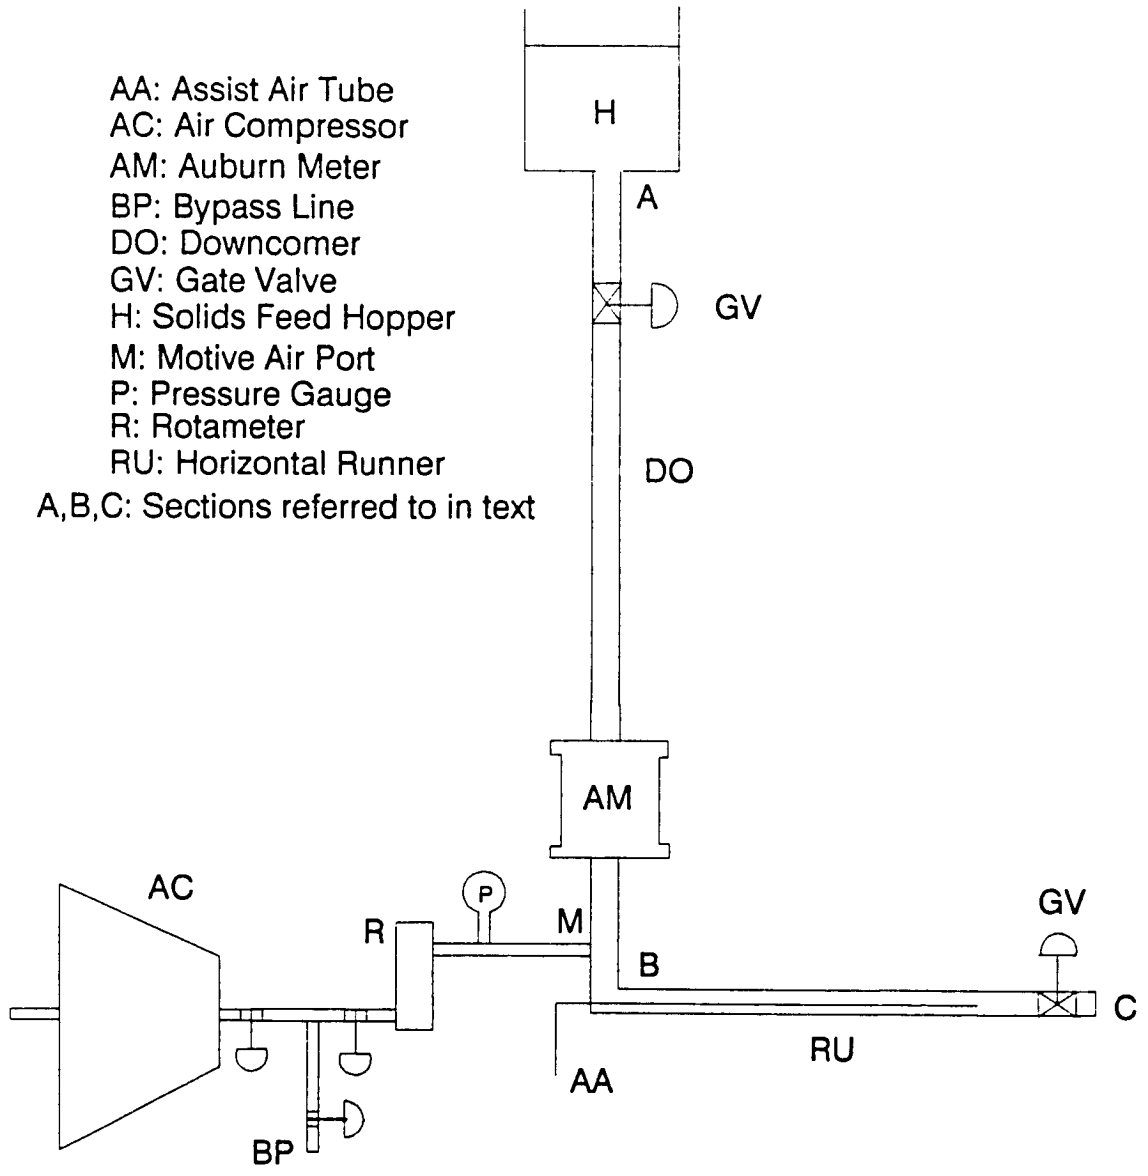 AA: Assist Air Tube
AC: Air Compressor
AM: Auburn Meter
BP: Bypass Line
DO: Downcomer
GV: Gate Valve
H: Solids Feed Hopper
M: Motive Air Port
P: Pressure Gauge
R: Rotameter
RU: Horizontal Runner
A,B,C: Sections referred to in text
H
A
GV
DO
AM
AC
P
R
M
B
GV
C
RU
AA
BP